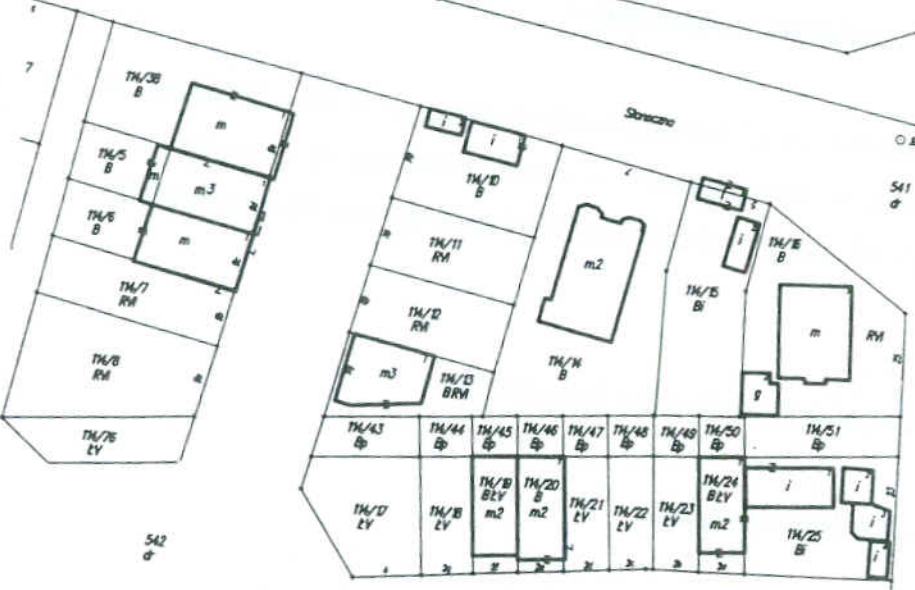 7
114/38
B
m
114/5
B
m
m3
114/6
B
m
114/7
RVI
114/8
RVI
114/76
ŁV
542
dr
Słoneczna
541
dr
i
i
114/10
B
114/11
RVI
114/12
RVI
m3
114/13
B RVI
m2
114/14
B
i
i
114/15
Bi
114/16
B
m
RVI
g
114/43
Bp
114/44
Bp
114/45
Bp
114/46
Bp
114/47
Bp
114/48
Bp
114/49
Bp
114/50
Bp
114/51
Bp
114/17
ŁV
114/18
ŁV
114/19
B ŁV
m2
114/20
B
m2
114/21
ŁV
114/22
ŁV
114/23
ŁV
114/24
B ŁV
m2
i
114/25
Bi
i
i
i